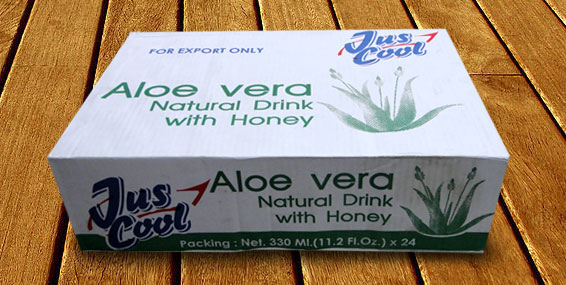 FOR EXPORT ONLY
Jus
Cool
Aloe vera
Natural Drink
with Honey
Jus
Cool
Aloe vera
Natural Drink
with Honey
Packing : Net. 330 Ml.(11.2 Fl.Oz.) x 24